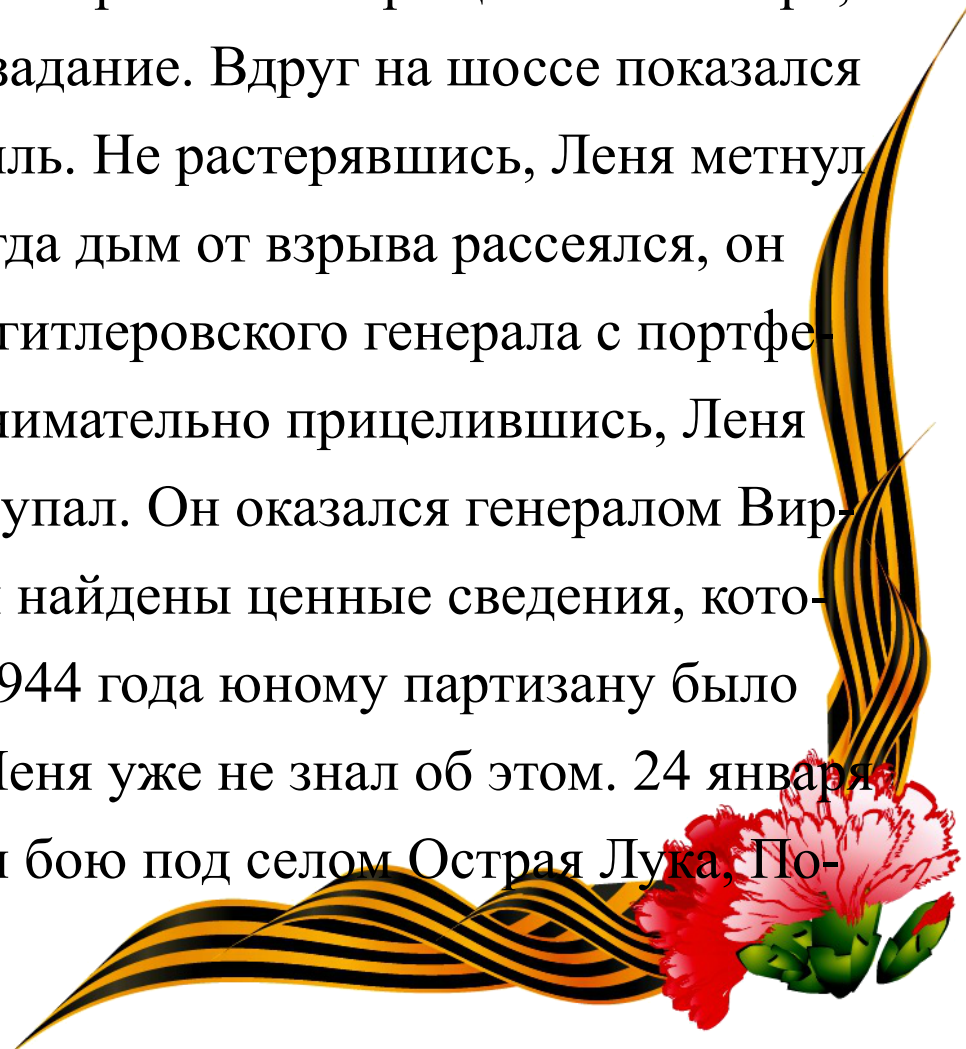 задание. Вдруг на шоссе показался
иль. Не растерявшись, Леня метнул
гда дым от взрыва рассеялся, он
гитлеровского генерала с портфе-
нимательно прицелившись, Леня
упал. Он оказался генералом Вир-
найдены ценные сведения, кото-
944 года юному партизану было
Леня уже не знал об этом. 24 января
бою под селом Острая Лука, По-